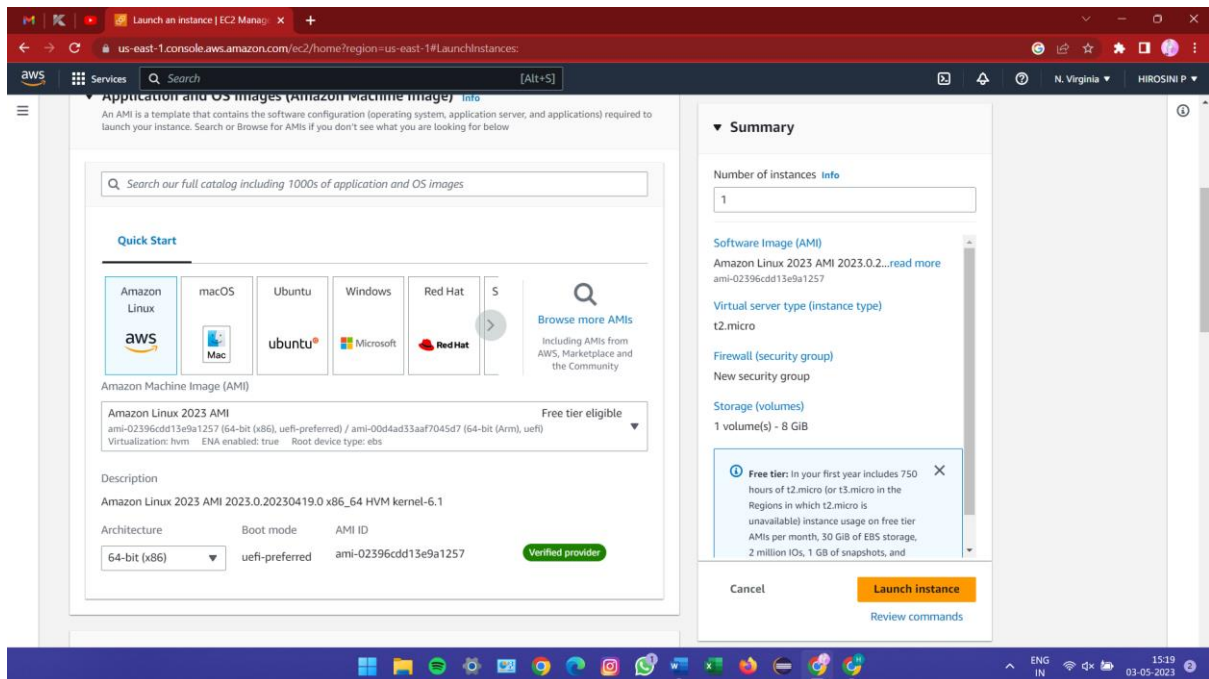 Launch an instance | EC2 Manag
us-east-1.console.aws.amazon.com/ec2/home?region=us-east-1#LaunchInstances:
aws
Services
Search
[Alt+S]
N. Virginia
HIROSINI P
Application and OS Images (Amazon Machine Image) Info
An AMI is a template that contains the software configuration (operating system, application server, and applications) required to
launch your instance. Search or Browse for AMIs if you don't see what you are looking for below
Search our full catalog including 1000s of application and OS images
Quick Start
Amazon
Linux
aws
macOS
Mac
Ubuntu
ubuntu
Windows
Microsoft
Red Hat
Red Hat
S
Browse more AMIs
Including AMIs from
AWS, Marketplace and
the Community
Amazon Machine Image (AMI)
Amazon Linux 2023 AMI
Free tier eligible
ami-02396cdd13e9a1257 (64-bit (x86), uefi-preferred) / ami-00d4ad33aaf7045d7 (64-bit (Arm), uefi)
Virtualization: hvm ENA enabled: true Root device type: ebs
Description
Amazon Linux 2023 AMI 2023.0.20230419.0 x86_64 HVM kernel-6.1
Architecture
Boot mode
AMI ID
64-bit (x86)
uefi-preferred
ami-02396cdd13e9a1257
Verified provider
Summary
Number of instances Info
1
Software Image (AMI)
Amazon Linux 2023 AMI 2023.0.2...read more
ami-02396cdd13e9a1257
Virtual server type (instance type)
t2.micro
Firewall (security group)
New security group
Storage (volumes)
1 volume(s) - 8 GiB
Free tier: In your first year includes 750
hours of t2.micro (or t3.micro in the
Regions in which t2.micro is
unavailable) instance usage on free tier
AMIs per month, 30 GiB of EBS storage,
2 million IOs, 1 GB of snapshots, and
Cancel
Launch instance
Review commands
ENG
IN
15:19
03-05-2023
2